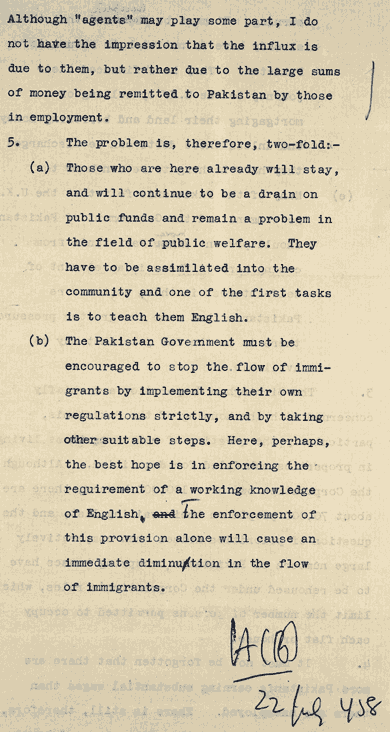 Although "agents" may play some part, I do
not have the impression that the influx is
due to them, but rather due to the large sums
of money being remitted to Pakistan by those
in employment.
5. The problem is, therefore, two-fold:-
(a) Those who are here already will stay,
and will continue to be a drain on
public funds and remain a problem in
the field of public welfare. They
have to be assimilated into the
community and one of the first tasks
is to teach them English.
(b) The Pakistan Government must be
encouraged to stop the flow of immi-
grants by implementing their own
regulations strictly, and by taking
other suitable steps. Here, perhaps,
the best hope is in enforcing the
requirement of a working knowledge
of English. and The enforcement of
this provision alone will cause an
immediate diminution in the flow
of immigrants.
22 July 1958